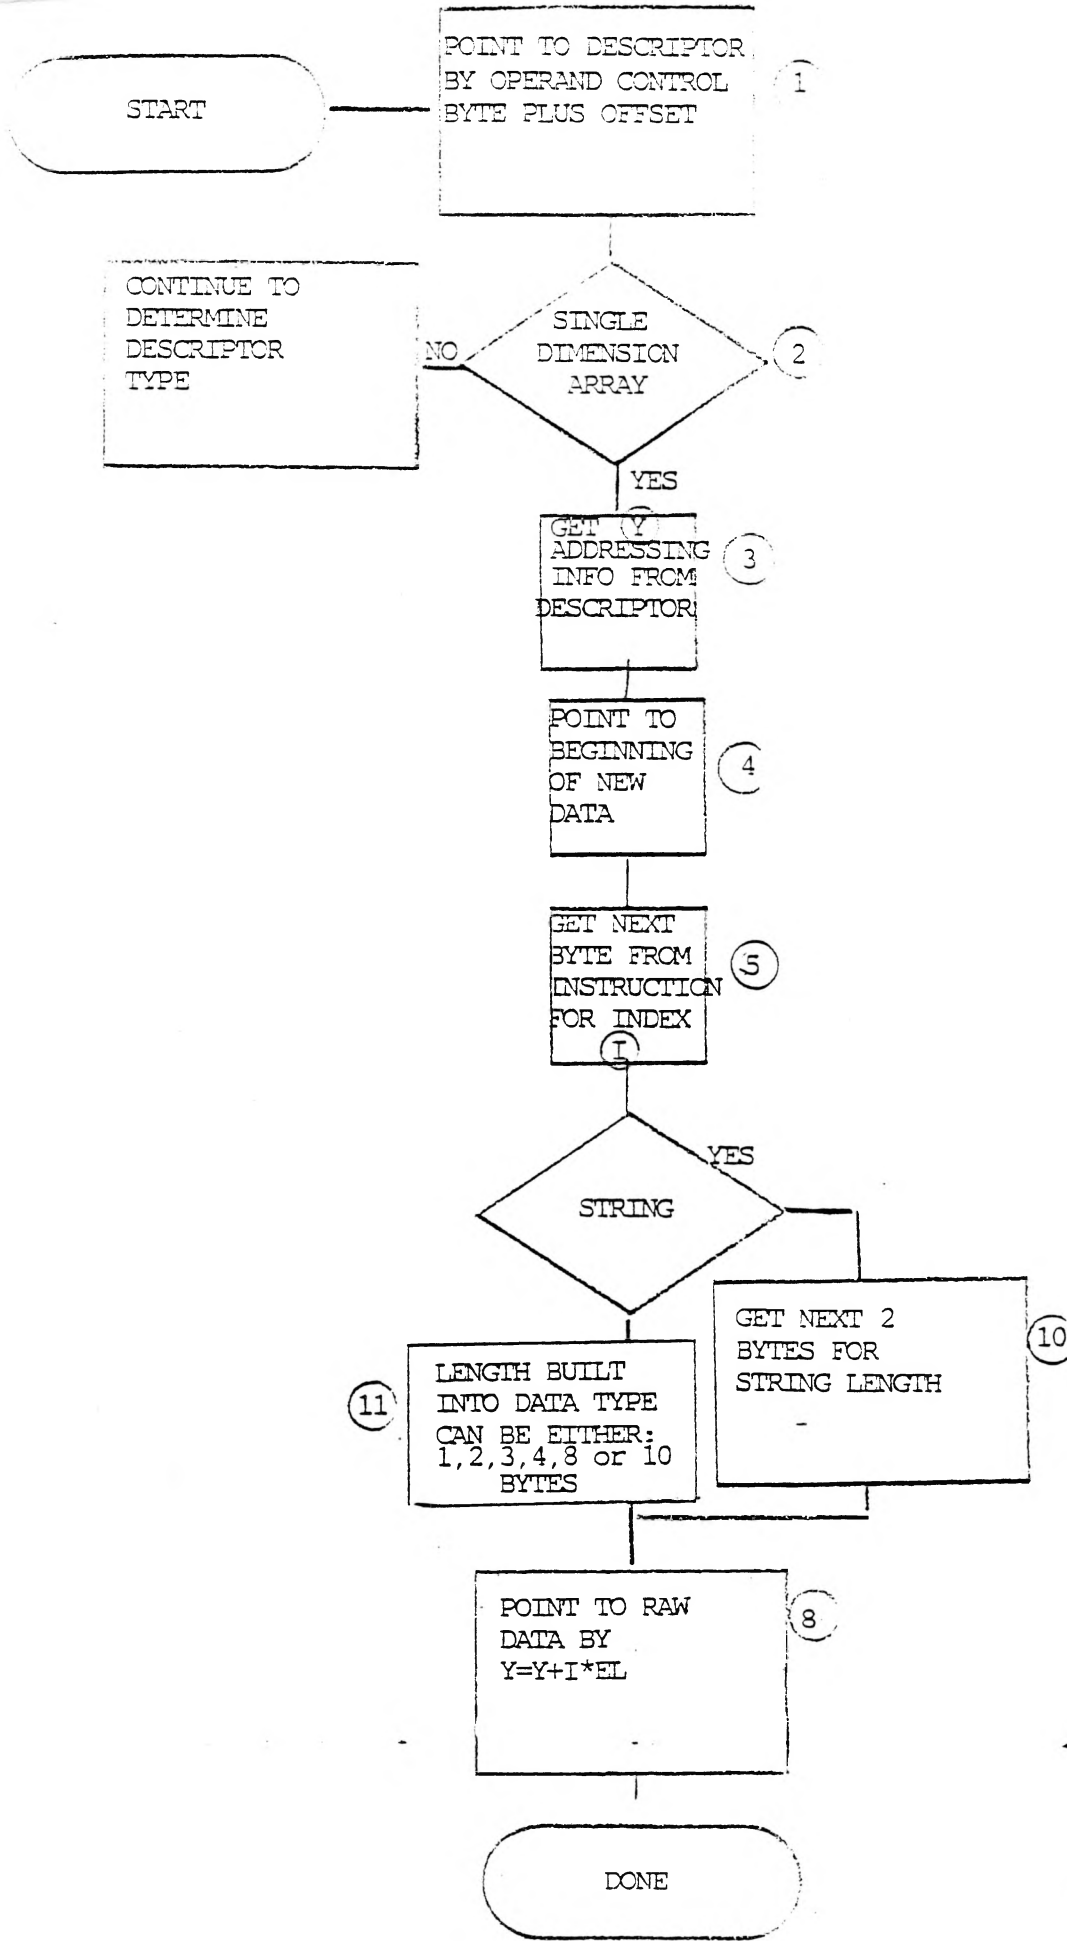 START
POINT TO DESCRIPTOR
BY OPERAND CONTROL
BYTE PLUS OFFSET
1
CONTINUE TO
DETERMINE
DESCRIPTOR
TYPE
NO
SINGLE
DIMENSION
ARRAY
2
YES
GET Y
ADDRESSING
INFO FROM
DESCRIPTOR
3
POINT TO
BEGINNING
OF NEW
DATA
4
GET NEXT
BYTE FROM
INSTRUCTION
FOR INDEX
I
5
YES
STRING
GET NEXT 2
BYTES FOR
STRING LENGTH
10
LENGTH BUILT
INTO DATA TYPE
CAN BE EITHER:
1,2,3,4,8 or 10
BYTES
11
POINT TO RAW
DATA BY
Y=Y+I*EL
8
DONE